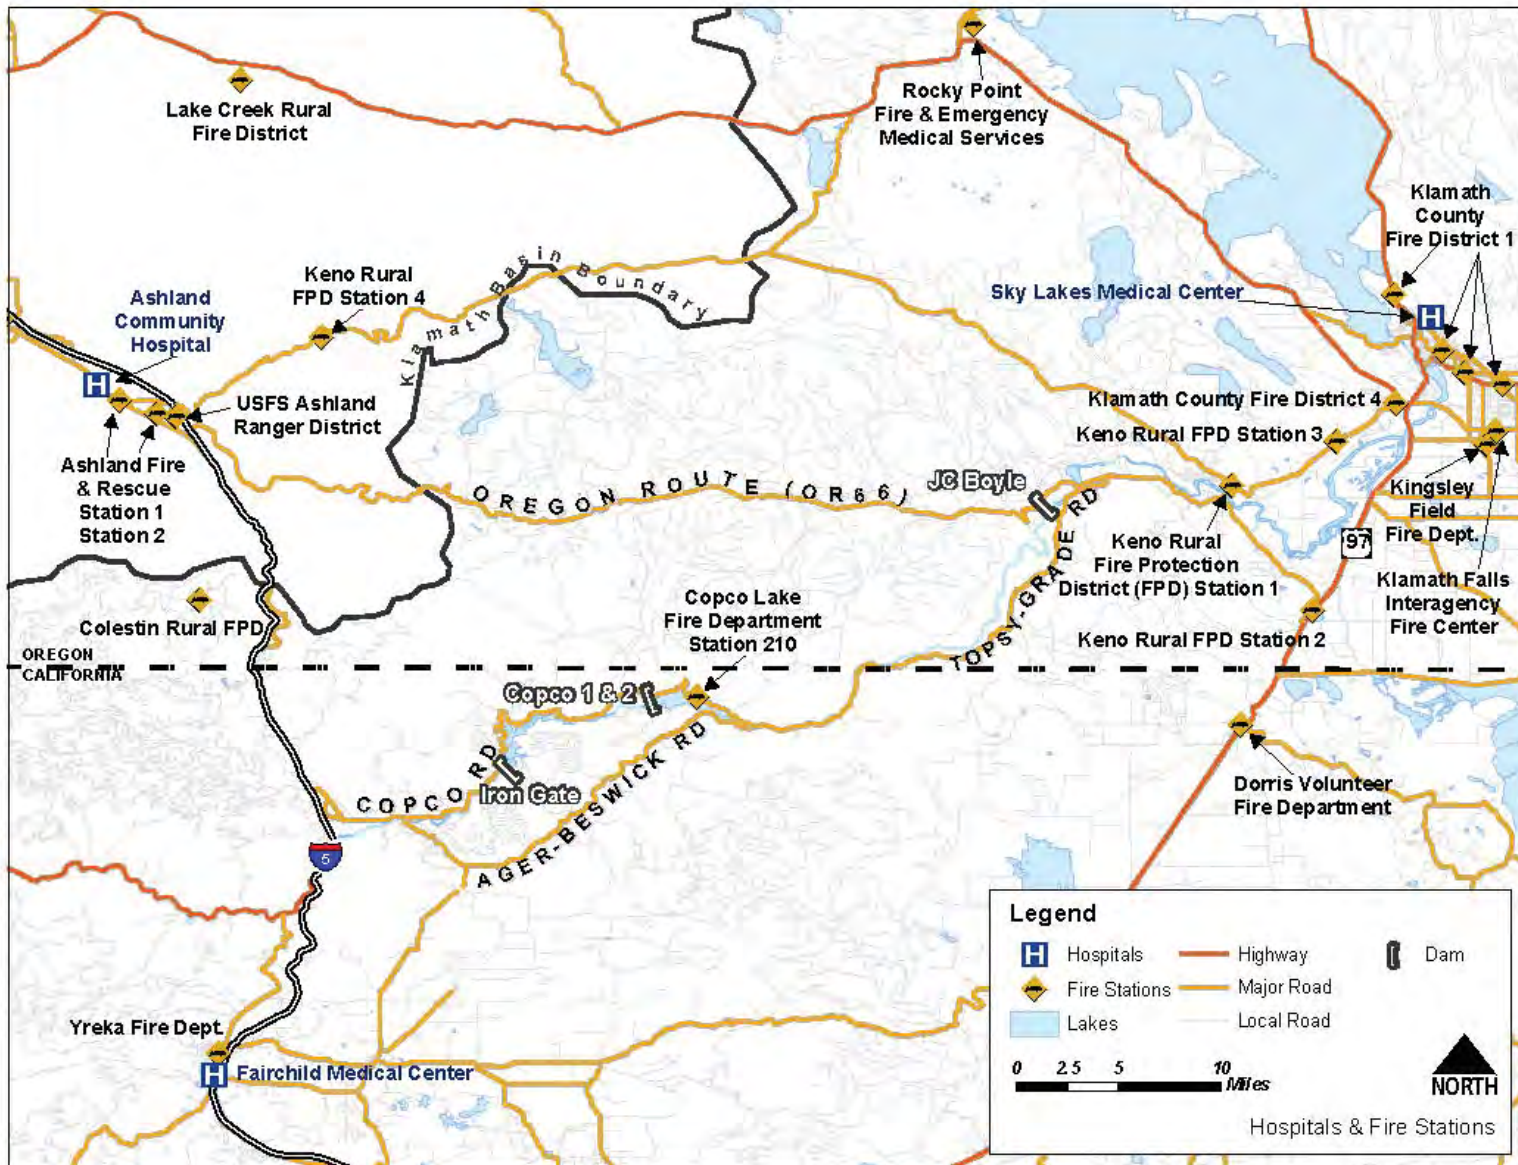 Lake Creek Rural
Fire District
Rocky Point
Fire & Emergency
Medical Services
Klamath
County
Fire District 1
Keno Rural
FPD Station 4
Klamath Basin Boundary
Sky Lakes Medical Center
Ashland
Community
Hospital
USFS Ashland
Ranger District
Klamath County Fire District 4
Keno Rural FPD Station 3
Ashland Fire
& Rescue
Station 1
Station 2
OREGON ROUTE (OR66)
JC Boyle
Kingsley
Field
Fire Dept.
Keno Rural
Fire Protection
District (FPD) Station 1
97
Klamath Falls
Interagency
Fire Center
TOPSY-GRADE RD
Colestin Rural FPD
Copco Lake
Fire Department
Station 210
Keno Rural FPD Station 2
OREGON
CALIFORNIA
Copco 1 & 2
COPCO RD
Iron Gate
AGER-BESWICK RD
Dorris Volunteer
Fire Department
5
Yreka Fire Dept.
H Fairchild Medical Center
H
H
Legend
H Hospitals
Highway
Dam
Fire Stations
Major Road
Lakes
Local Road
0 2.5 5 10
Miles
NORTH
Hospitals & Fire Stations